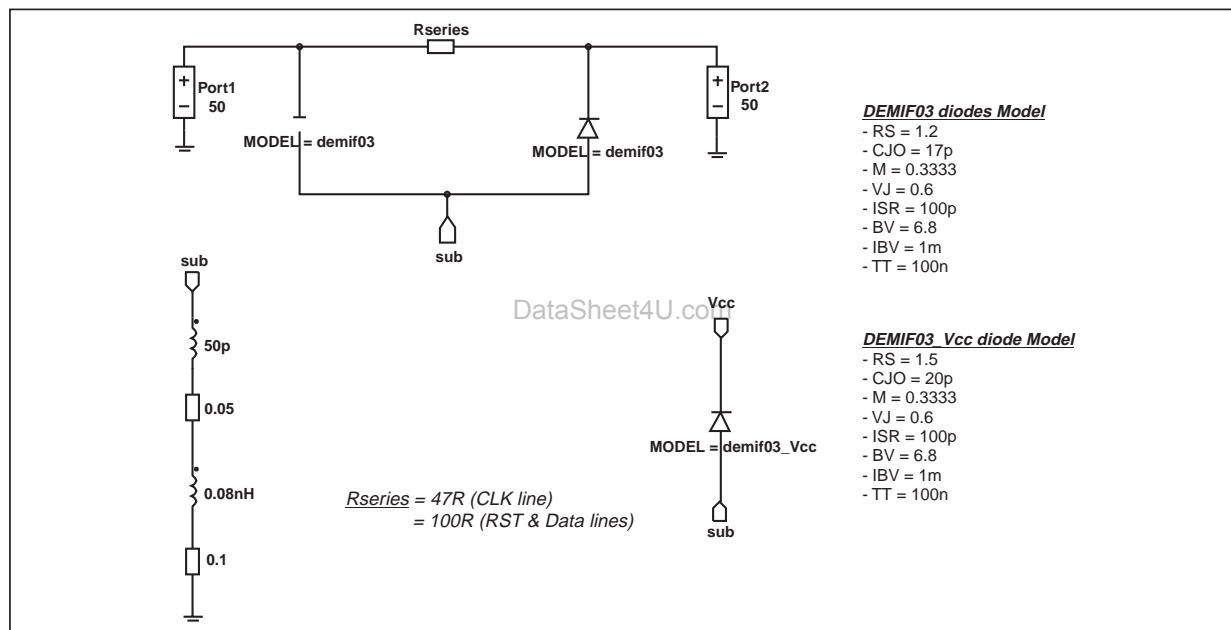 Rseries
Port1
50
MODEL = demif03
MODEL = demif03
Port2
50
sub
DEMIF03 diodes Model
- RS = 1.2
- CJO = 17p
- M = 0.3333
- VJ = 0.6
- ISR = 100p
- BV = 6.8
- IBV = 1m
- TT = 100n
sub
50p
0.05
0.08nH
0.1
DataSheet4U.com
Rseries = 47R (CLK line)
= 100R (RST & Data lines)
Vcc
MODEL = demif03_Vcc
sub
DEMIF03_Vcc diode Model
- RS = 1.5
- CJO = 20p
- M = 0.3333
- VJ = 0.6
- ISR = 100p
- BV = 6.8
- IBV = 1m
- TT = 100n